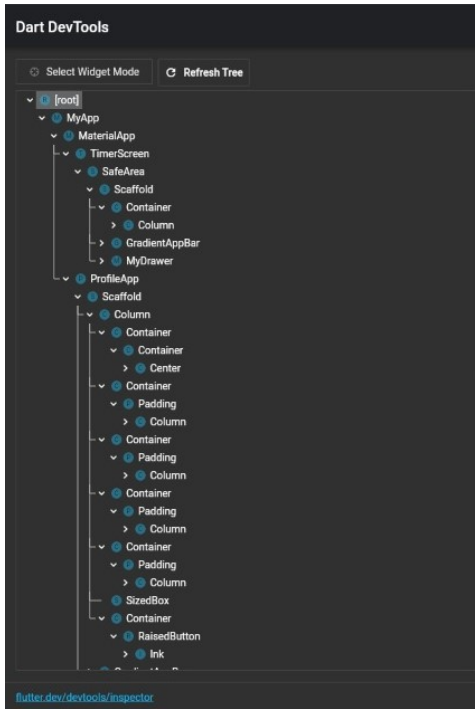 Dart DevTools
Select Widget Mode Refresh Tree
[root]
MyApp
MaterialApp
TimerScreen
SafeArea
Scaffold
Container
Column
GradientAppBar
MyDrawer
ProfileApp
Scaffold
Column
Container
Container
Center
Container
Padding
Column
Container
Padding
Column
Container
Padding
Column
Container
Padding
Column
SizedBox
Container
RaisedButton
Ink
flutter.dev/devtools/inspector